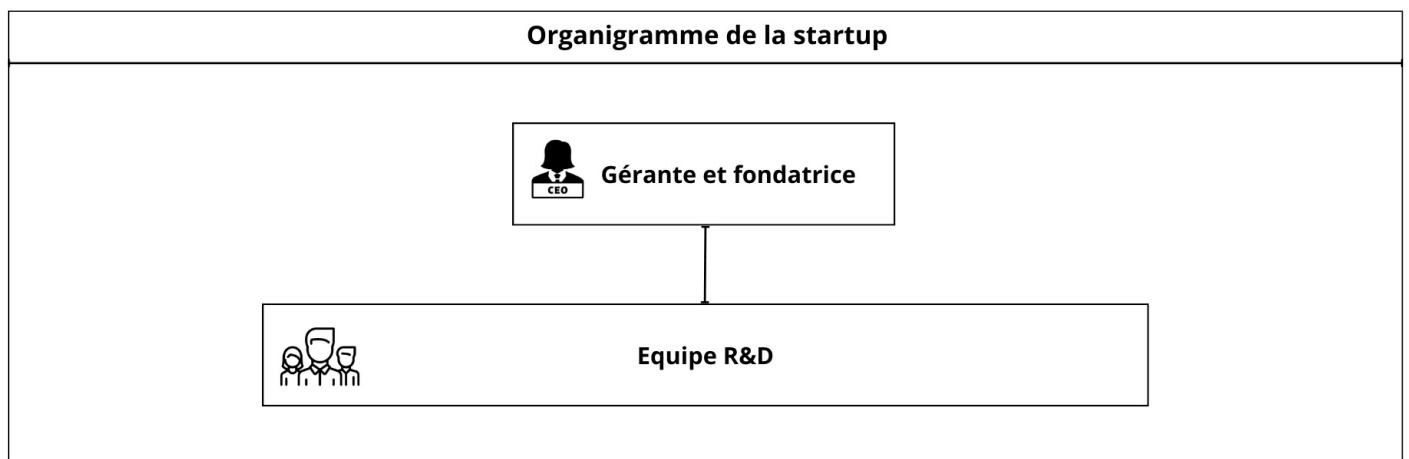 Organigramme de la startup
Gérante et fondatrice
CEO
Equipe R&D